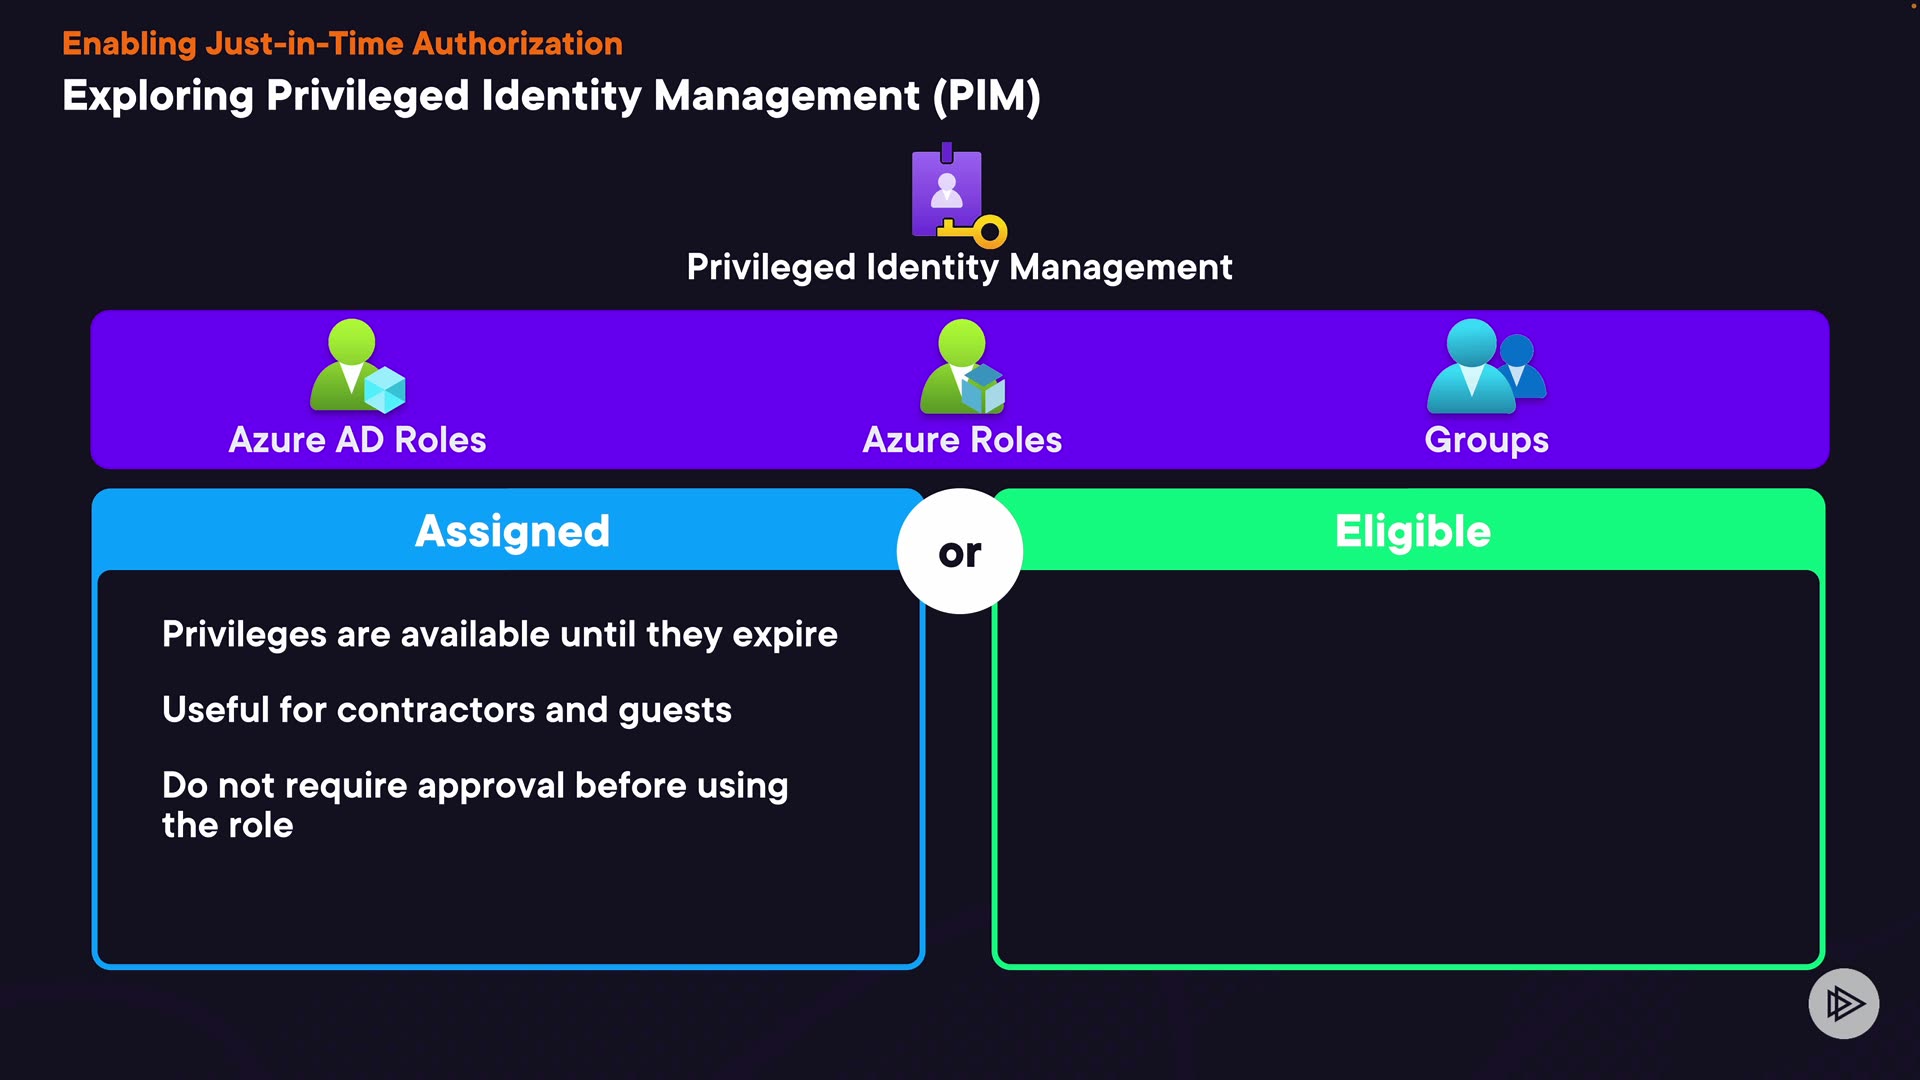 Enabling Just-in-Time Authorization
Exploring Privileged Identity Management (PIM)
Privileged Identity Management
Azure AD Roles
Azure Roles
Groups
Assigned
or
Eligible
Privileges are available until they expire
Useful for contractors and guests
Do not require approval before using
the role